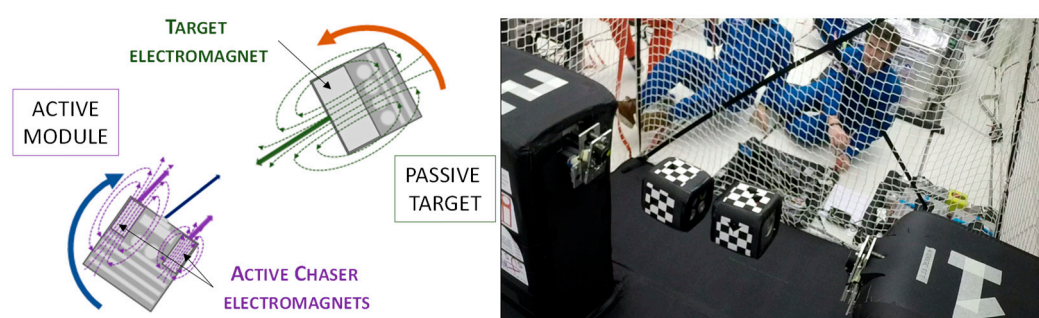 TARGET
ELECTROMAGNET
ACTIVE
MODULE
PASSIVE
TARGET
ACTIVE CHASER
ELECTROMAGNETS